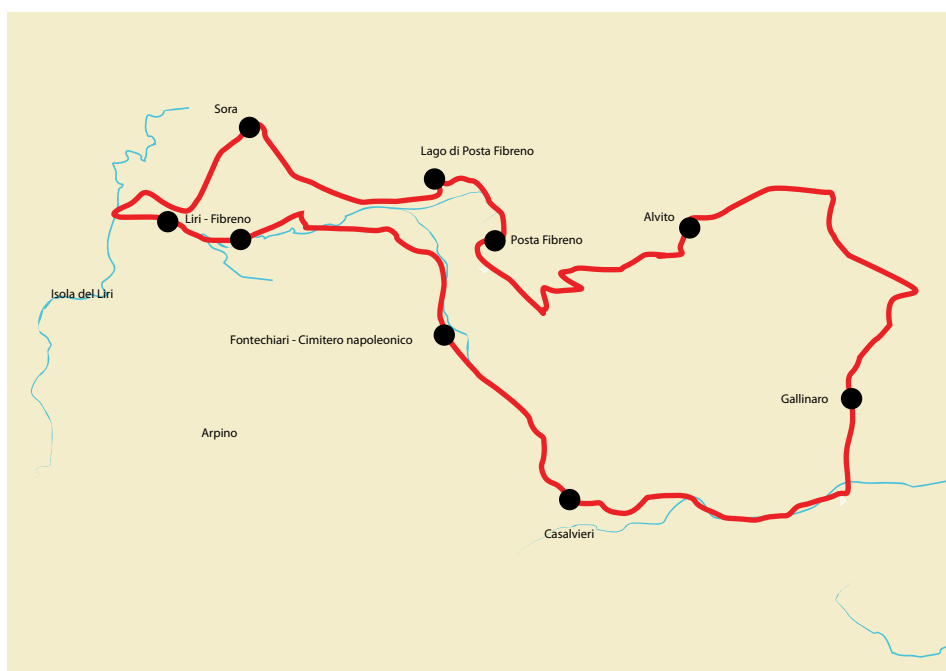 Sora
Lago di Posta Fibreno
Liri - Fibreno
Alvito
Posta Fibreno
Isola del Liri
Fontechiari - Cimitero napoleonico
Gallinaro
Arpino
Casalvieri